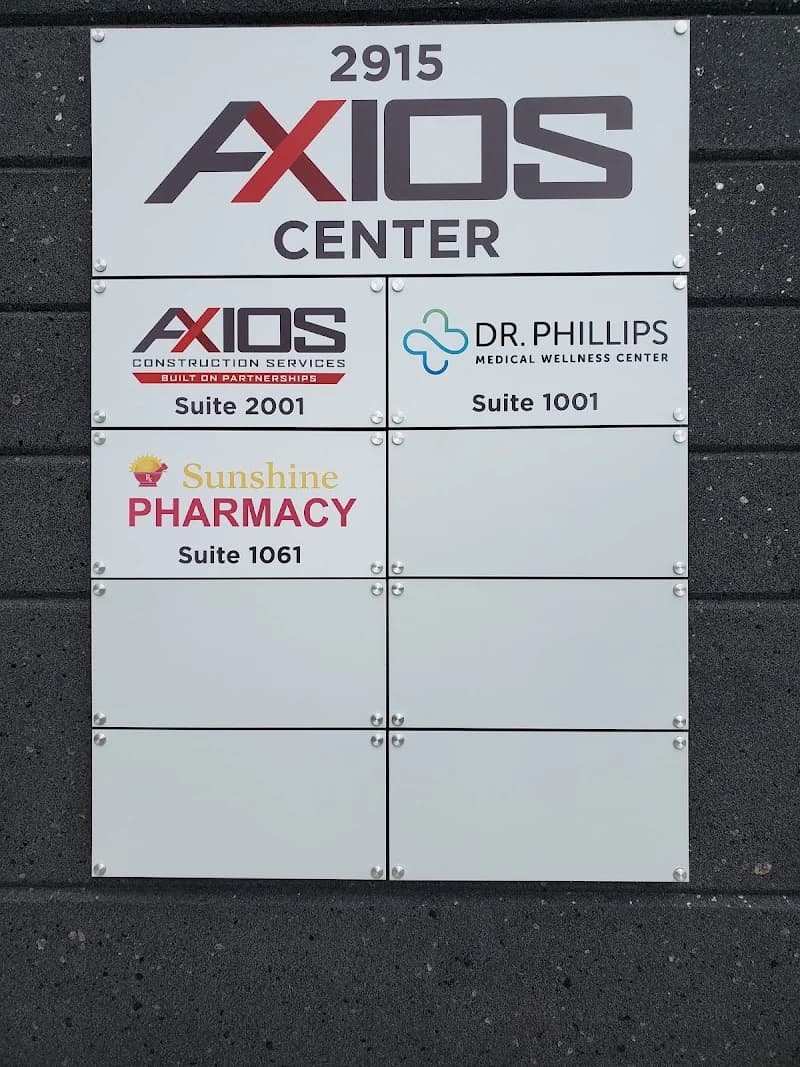 2915
AXIOS
CENTER
AXIOS
CONSTRUCTION SERVICES
BUILT ON PARTNERSHIPS
Suite 2001
DR. PHILLIPS
MEDICAL WELLNESS CENTER
Suite 1001
Rx
Sunshine
PHARMACY
Suite 1061